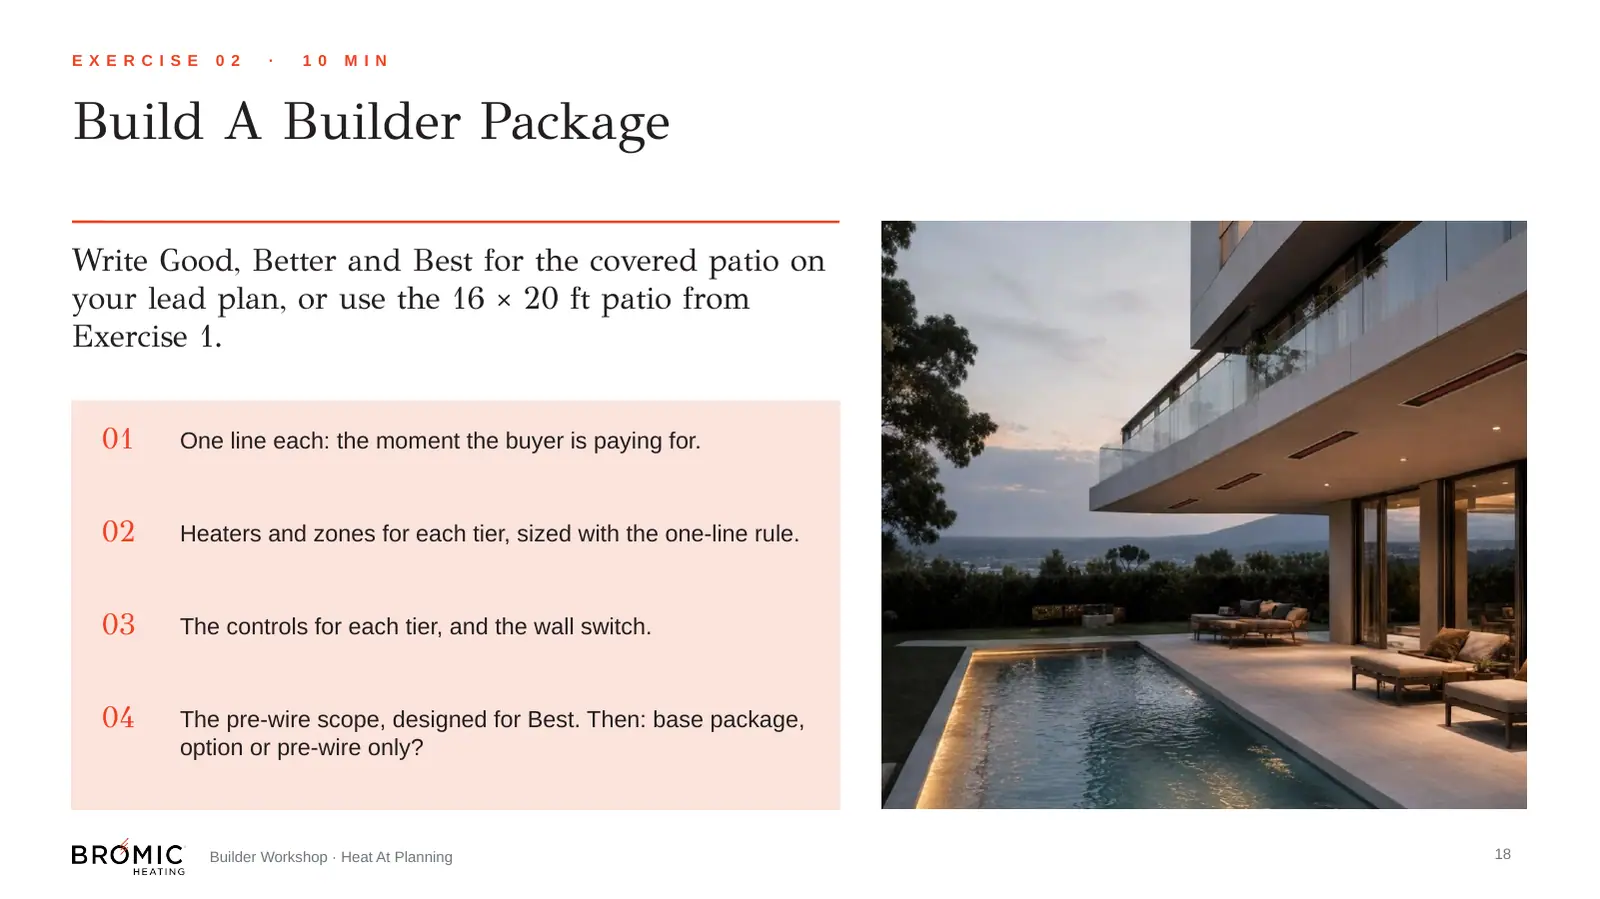 EXERCISE 02 · 10 MIN
Build A Builder Package
Write Good, Better and Best for the covered patio on
your lead plan, or use the 16 × 20 ft patio from
Exercise 1.
01 One line each: the moment the buyer is paying for.
02 Heaters and zones for each tier, sized with the one-line rule.
03 The controls for each tier, and the wall switch.
04 The pre-wire scope, designed for Best. Then: base package,
option or pre-wire only?
BROMIC
HEATING
Builder Workshop · Heat At Planning
18